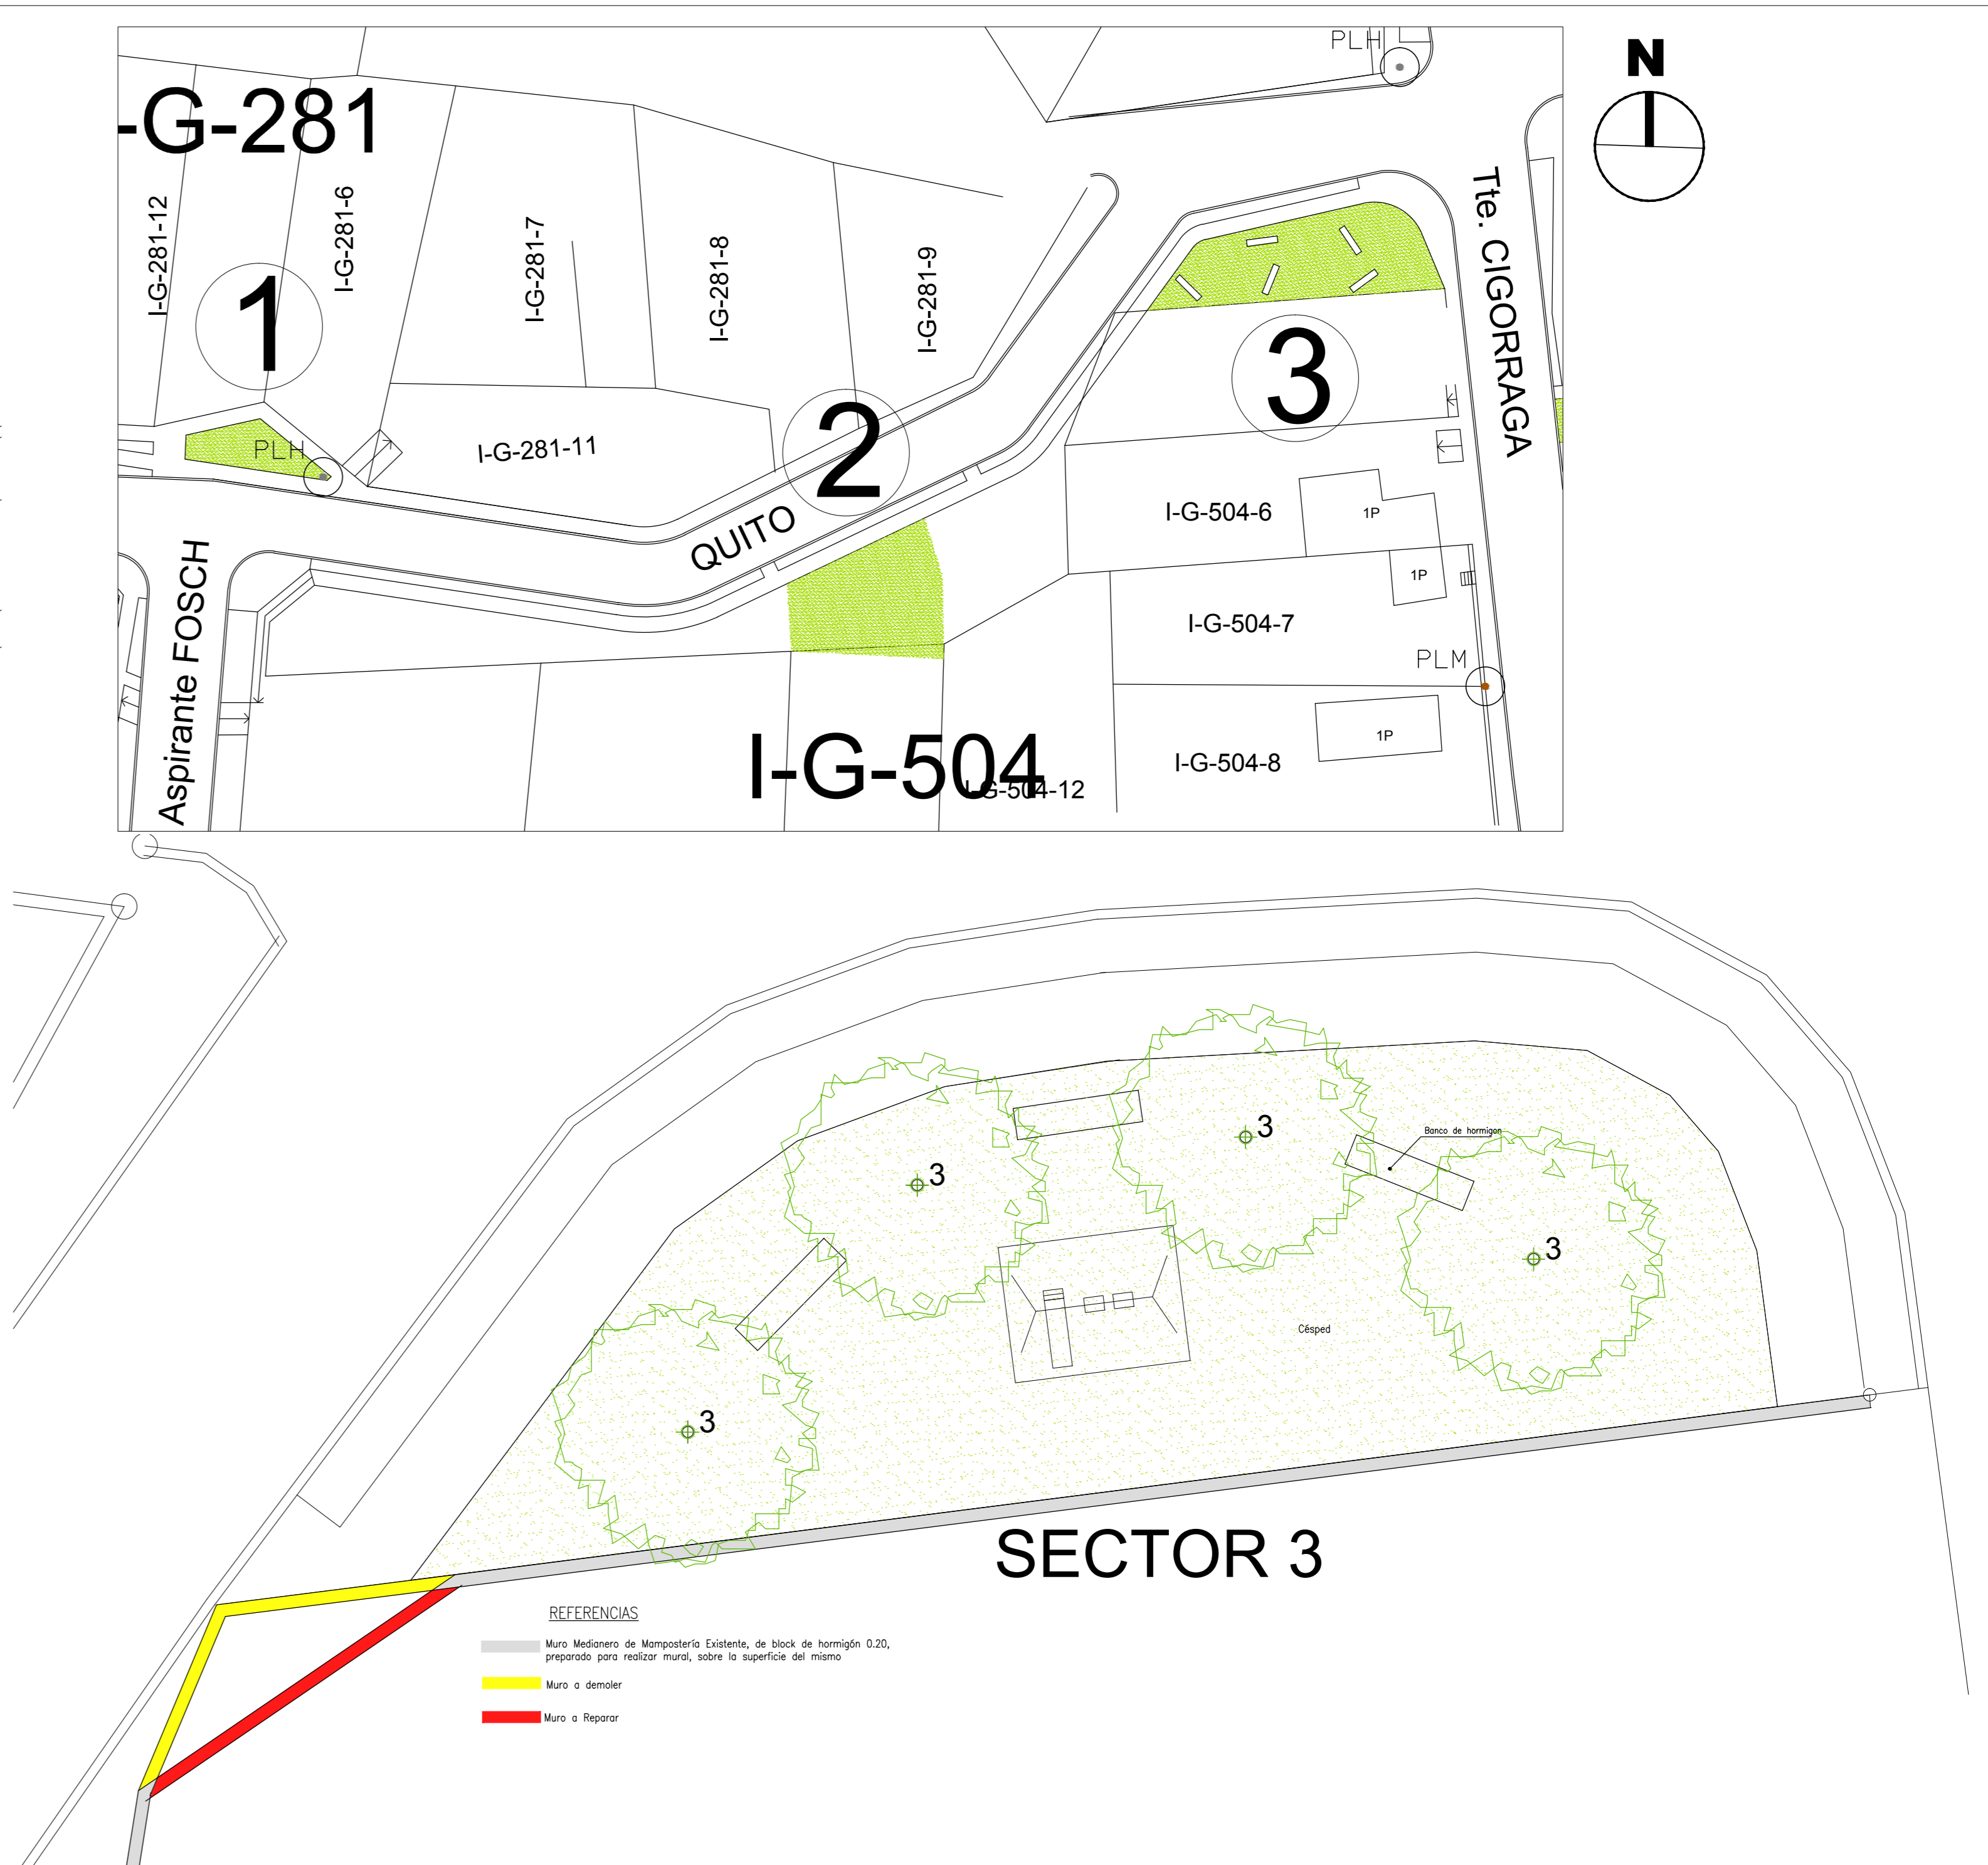 PLH
N
-G-281
I-G-281-12
I-G-281-6
I-G-281-7
I-G-281-8
I-G-281-9
Tte. CIGORRAGA
1
2
3
PLH
I-G-281-11
QUITO
I-G-504-6
1P
Aspirante FOSCH
1P
I-G-504-7
PLM
I-G-504
I-G-504-12
I-G-504-8
1P
3
Banco de hormigon
3
3
Césped
3
SECTOR 3
REFERENCIAS
Muro Medianero de Mampostería Existente, de block de hormigón 0.20,
preparado para realizar mural, sobre la superficie del mismo
Muro a demoler
Muro a Reparar